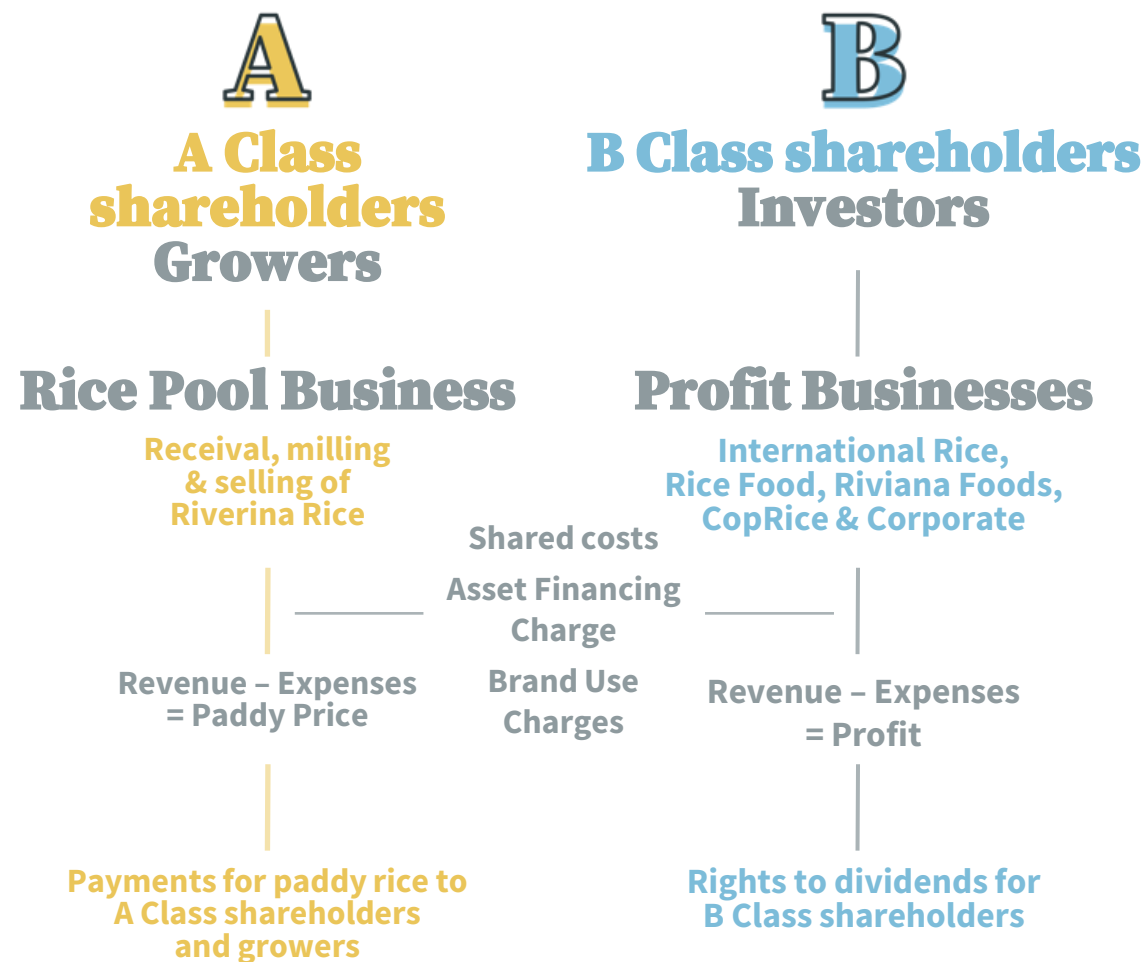 A
A Class
shareholders
Growers
Rice Pool Business
Receival, milling
& selling of
Riverina Rice
Revenue – Expenses
= Paddy Price
Payments for paddy rice to
A Class shareholders
and growers
Shared costs
Asset Financing
Charge
Brand Use
Charges
B
B Class shareholders
Investors
Profit Businesses
International Rice,
Rice Food, Riviana Foods,
CopRice & Corporate
Revenue – Expenses
= Profit
Rights to dividends for
B Class shareholders